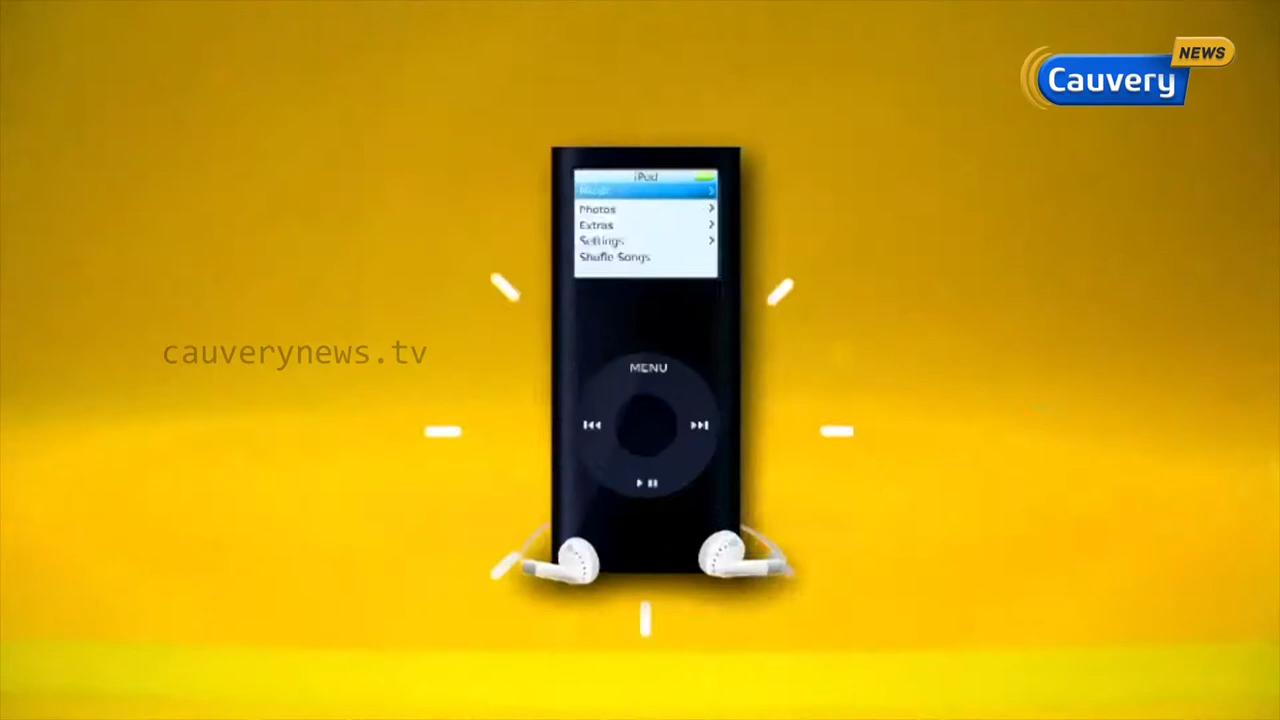 NEWS
Cauvery
iPod
Music
Photos
Extras
Settings
Shuffle Songs
cauverynews.tv
MENU